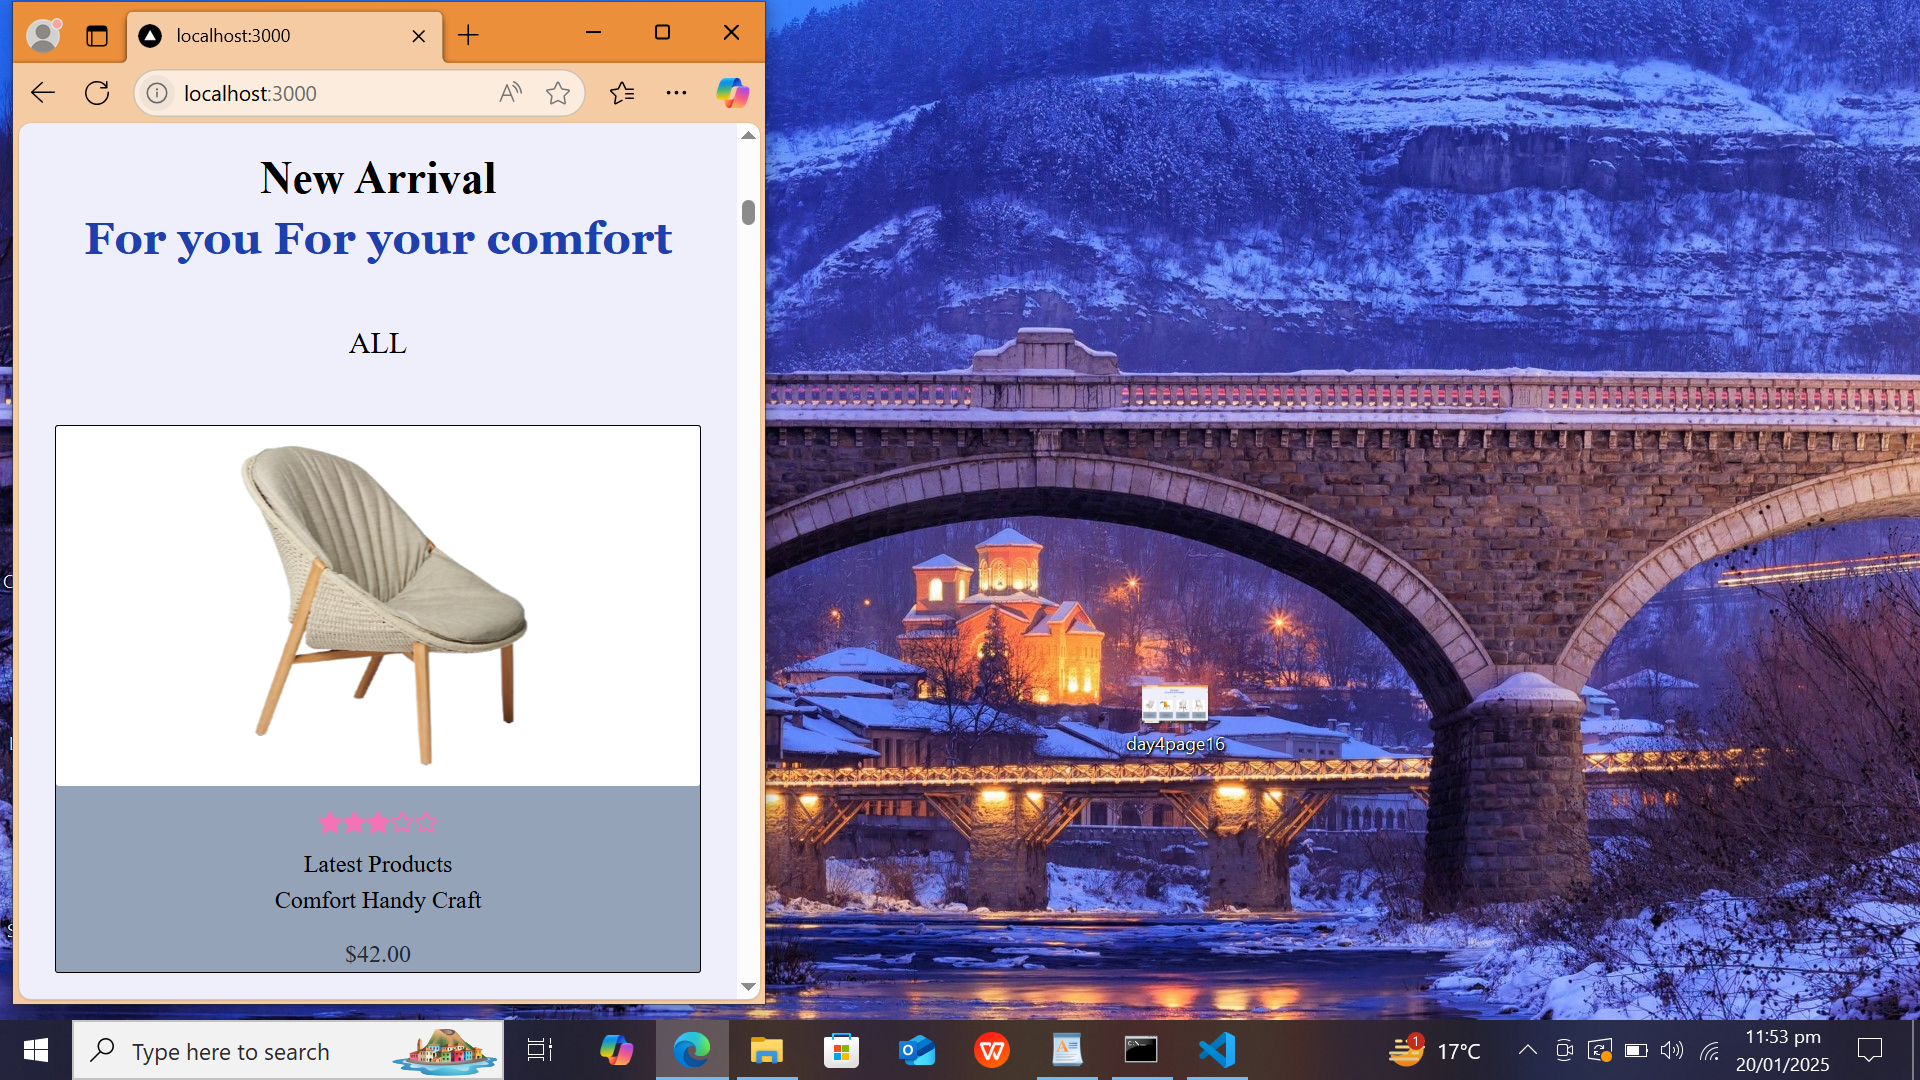 localhost:3000
localhost:3000
New Arrival
For you For your comfort
ALL
Latest Products
Comfort Handy Craft
$42.00
day4page16
Type here to search
1
17°C
11:53 pm
20/01/2025